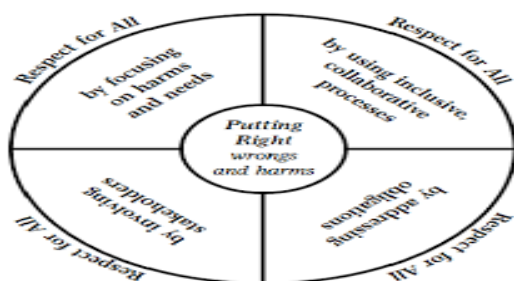 Respect for All
Respect for All
by focusing
on harms
and needs
by using inclusive,
collaborative
processes
Putting
Right
wrongs
and harms
by involving
stakeholders
by addressing
obligations
Respect for All
Respect for All